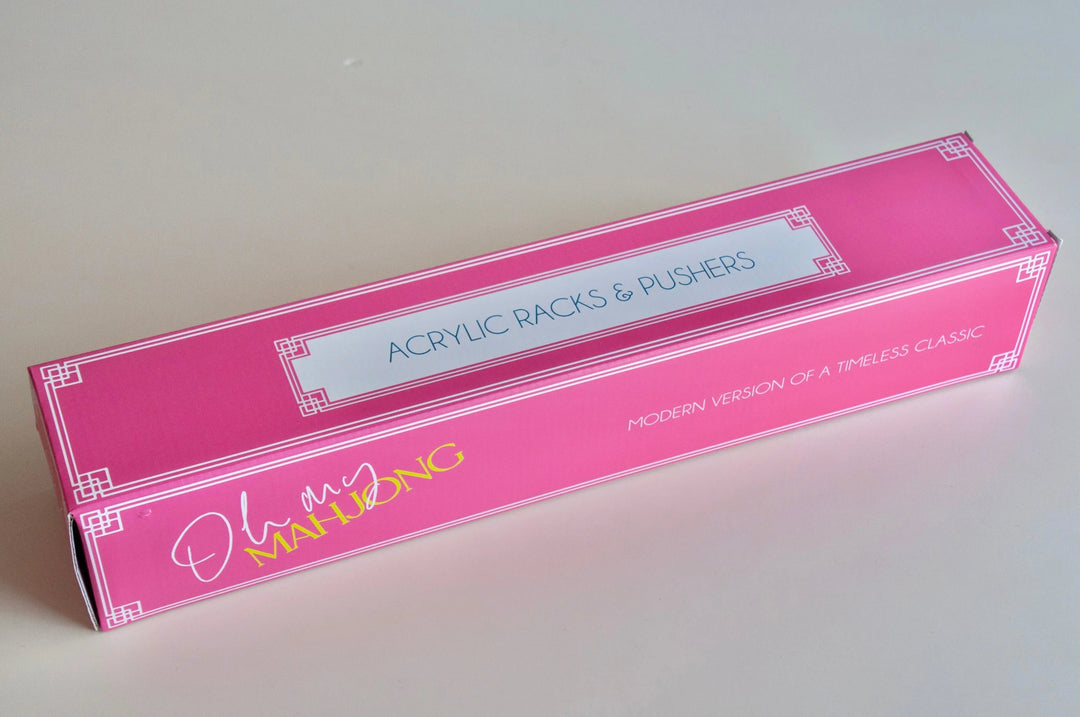 ACRYLIC RACKS & PUSHERS
Oh my
MAHJONG
MODERN VERSION OF A TIMELESS CLASSIC